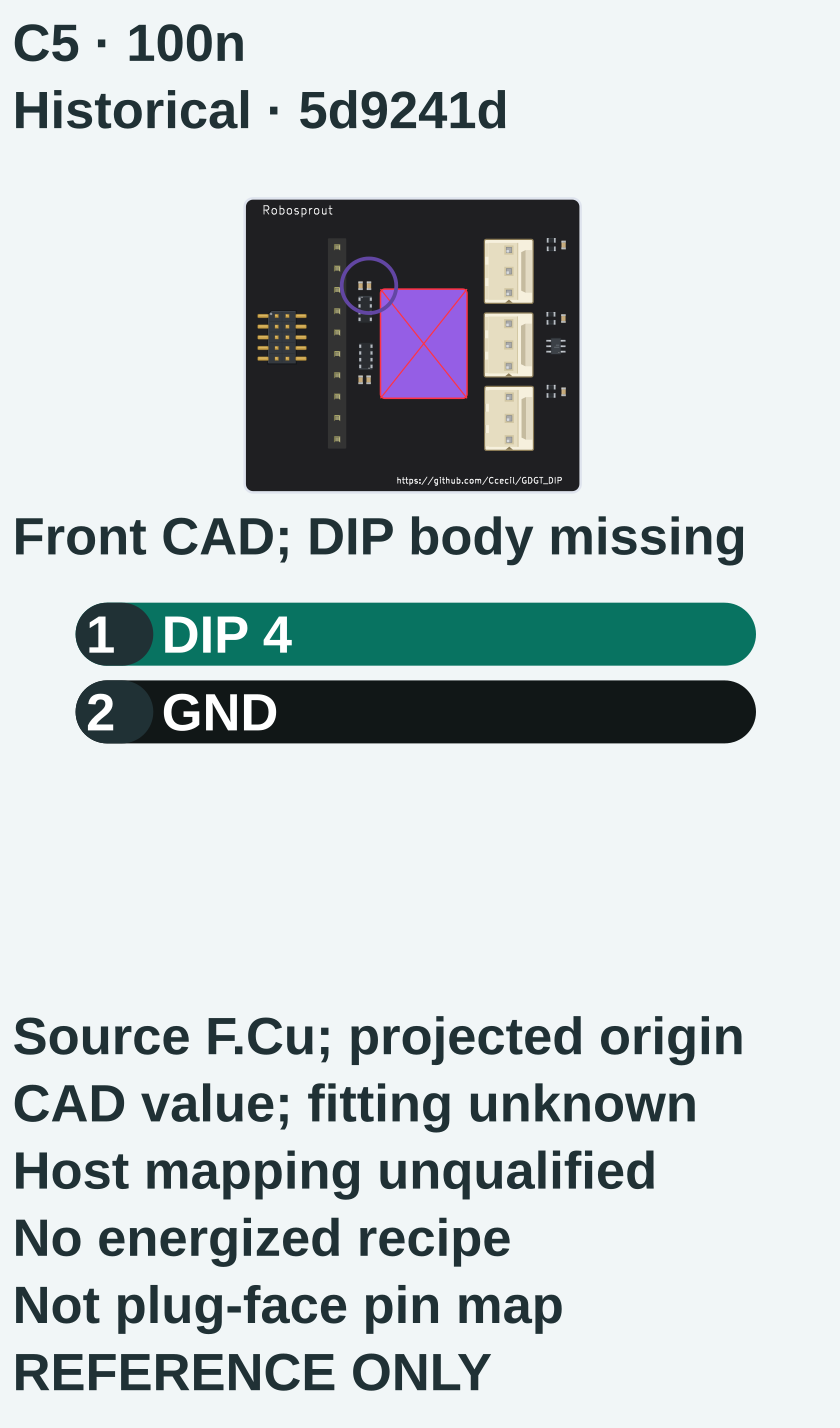 C5 · 100n
Historical · 5d9241d
Robosprout
https://github.com/Ccecil/GDGT_DIP
Front CAD; DIP body missing
1 DIP 4
2 GND
Source F.Cu; projected origin
CAD value; fitting unknown
Host mapping unqualified
No energized recipe
Not plug-face pin map
REFERENCE ONLY